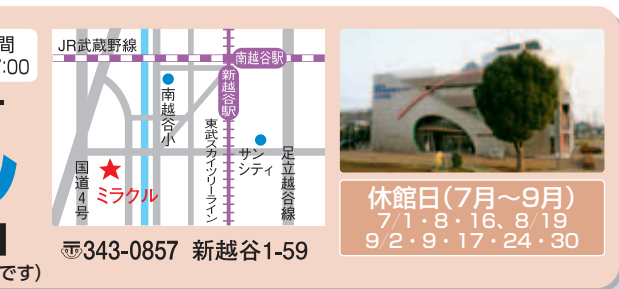 間
:00
JR武蔵野線
南越谷駅
新越谷駅
南越谷小
東武スカイツリーライン
サンシティ
足立越谷線
国道4号
ミラクル
〒343-0857 新越谷1-59
休館日(7月〜9月)
7/1・8・16、8/19
9/2・9・17・24・30
です)